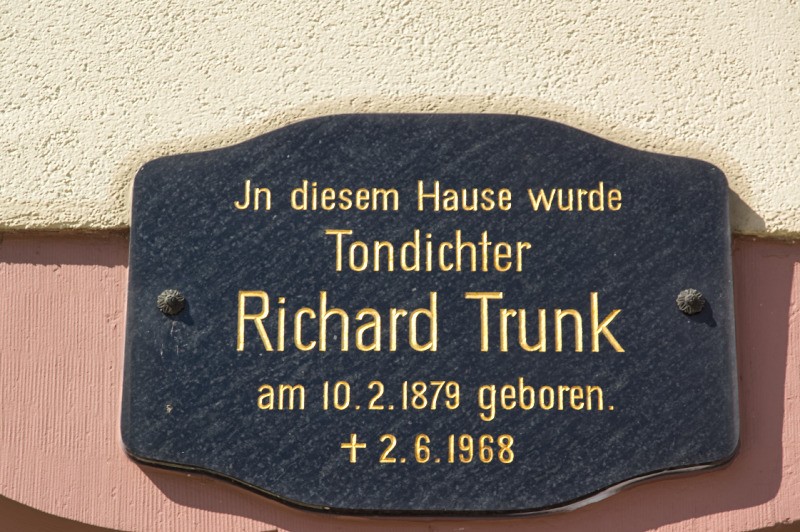 Jn diesem Hause wurde
Tondichter
Richard Trunk
am 10.2.1879 geboren.
+ 2.6.1968